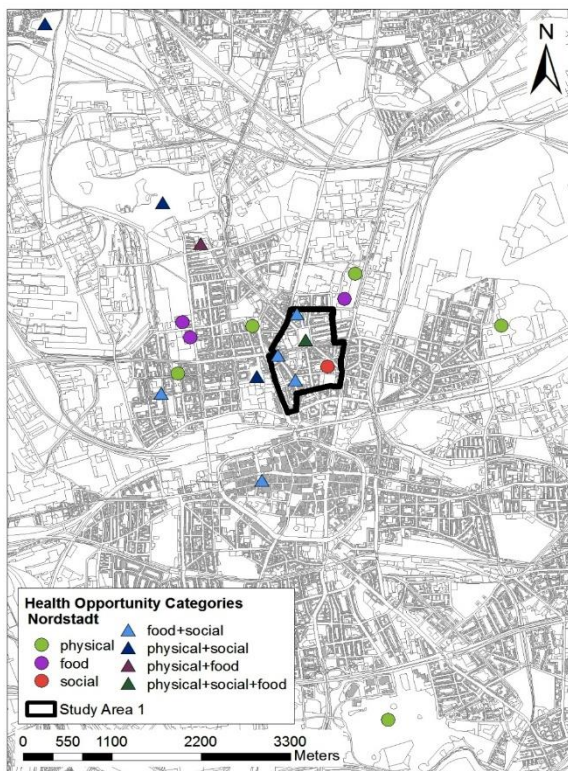 N
Health Opportunity Categories
Nordstadt
physical
food
social
food+social
physical+social
physical+food
physical+social+food
Study Area 1
0 550 1100 2200 3300
Meters